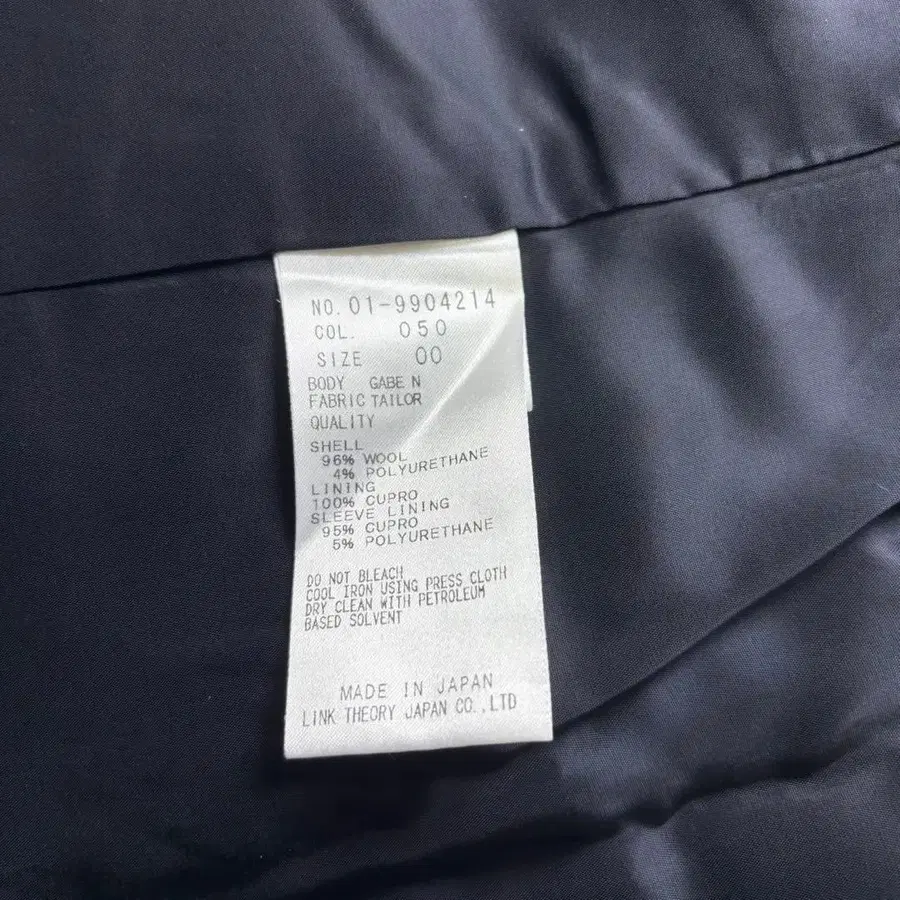 NO. 01-9904214
COL. 050
SIZE 00
BODY GABE N
FABRIC TAILOR
QUALITY
SHELL
96% WOOL
4% POLYURETHANE
LINING
100% CUPRO
SLEEVE LINING
95% CUPRO
5% POLYURETHANE
DO NOT BLEACH
COOL IRON USING PRESS CLOTH
DRY CLEAN WITH PETROLEUM
BASED SOLVENT
MADE IN JAPAN
LINK THEORY JAPAN CO.,LTD